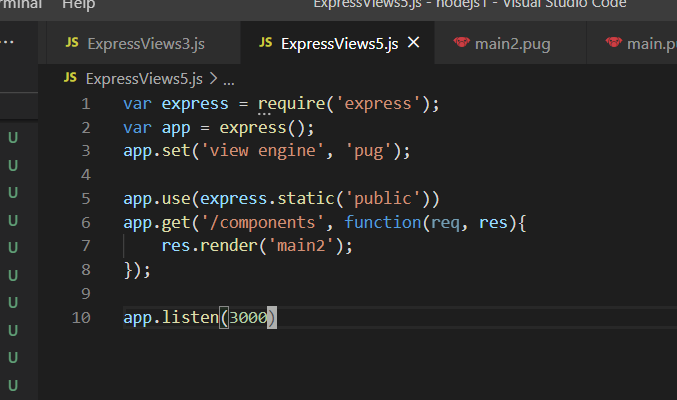 rminal Help ExpressViews5.js - nodejs1 - Visual Studio Code
... JS ExpressViews3.js JS ExpressViews5.js × main2.pug main.pu
JS ExpressViews5.js > ...
1 var express = require('express');
U 2 var app = express();
U 3 app.set('view engine', 'pug');
U 4
U 5 app.use(express.static('public'))
U 6 app.get('/components', function(req, res){
U 7 res.render('main2');
U 8 });
U 9
U 10 app.listen(3000)
U
U